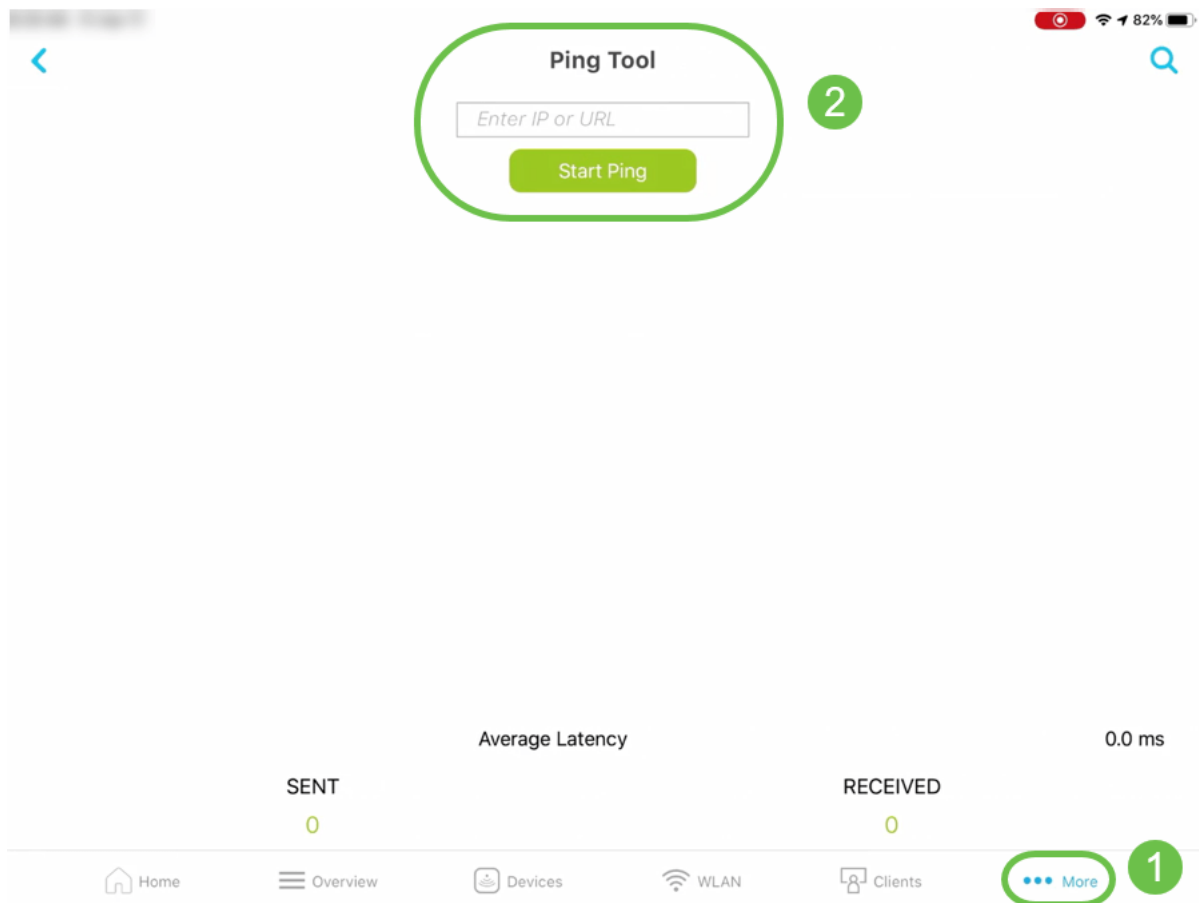 82%
Ping Tool
Enter IP or URL
2
Start Ping
Average Latency 0.0 ms
SENT RECEIVED
0 0
Home Overview Devices WLAN Clients More 1